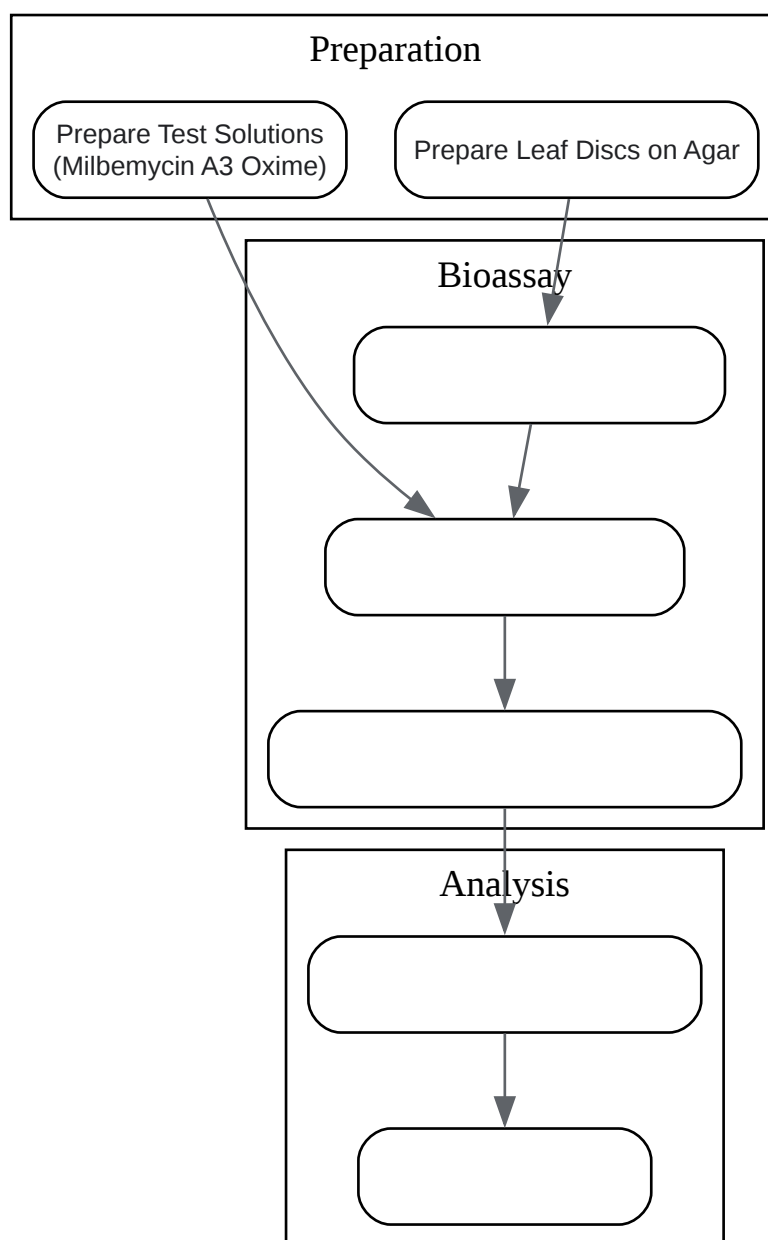 Preparation
Prepare Test Solutions
(Milbemycin A3 Oxime)
Prepare Leaf Discs on Agar
Bioassay
Analysis